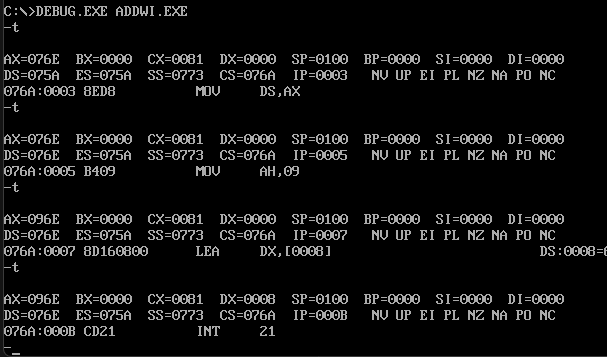 C:\>DEBUG.EXE ADDWI.EXE
-t
AX=076E BX=0000 CX=0081 DX=0000 SP=0100 BP=0000 SI=0000 DI=0000
DS=075A ES=075A SS=0773 CS=076A IP=0003 NV UP EI PL NZ NA PO NC
076A:0003 8ED8 MOV DS,AX
-t
AX=076E BX=0000 CX=0081 DX=0000 SP=0100 BP=0000 SI=0000 DI=0000
DS=076E ES=075A SS=0773 CS=076A IP=0005 NV UP EI PL NZ NA PO NC
076A:0005 B409 MOV AH,09
-t
AX=096E BX=0000 CX=0081 DX=0000 SP=0100 BP=0000 SI=0000 DI=0000
DS=076E ES=075A SS=0773 CS=076A IP=0007 NV UP EI PL NZ NA PO NC
076A:0007 8D160800 LEA DX,[0008] DS:0008=
-t
AX=096E BX=0000 CX=0081 DX=0008 SP=0100 BP=0000 SI=0000 DI=0000
DS=076E ES=075A SS=0773 CS=076A IP=000B NV UP EI PL NZ NA PO NC
076A:000B CD21 INT 21
-_